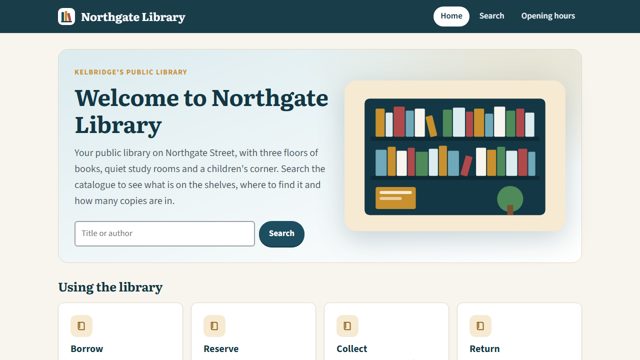 Northgate Library
Home
Search
Opening hours
KELBRIDGE'S PUBLIC LIBRARY
Welcome to Northgate
Library
Your public library on Northgate Street, with three floors of
books, quiet study rooms and a children's corner. Search the
catalogue to see what is on the shelves, where to find it and
how many copies are in.
Title or author
Search
Using the library
Borrow
Reserve
Collect
Return